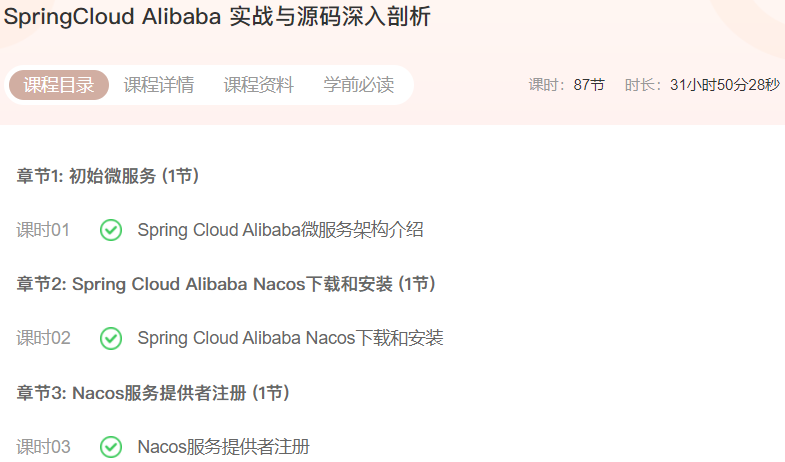 SpringCloud Alibaba 实战与源码深入剖析
课程目录 课程详情 课程资料 学前必读 课时：87节 时长：31小时50分28秒
章节1: 初始微服务 (1节)
课时01 Spring Cloud Alibaba微服务架构介绍
章节2: Spring Cloud Alibaba Nacos下载和安装 (1节)
课时02 Spring Cloud Alibaba Nacos下载和安装
章节3: Nacos服务提供者注册 (1节)
课时03 Nacos服务提供者注册